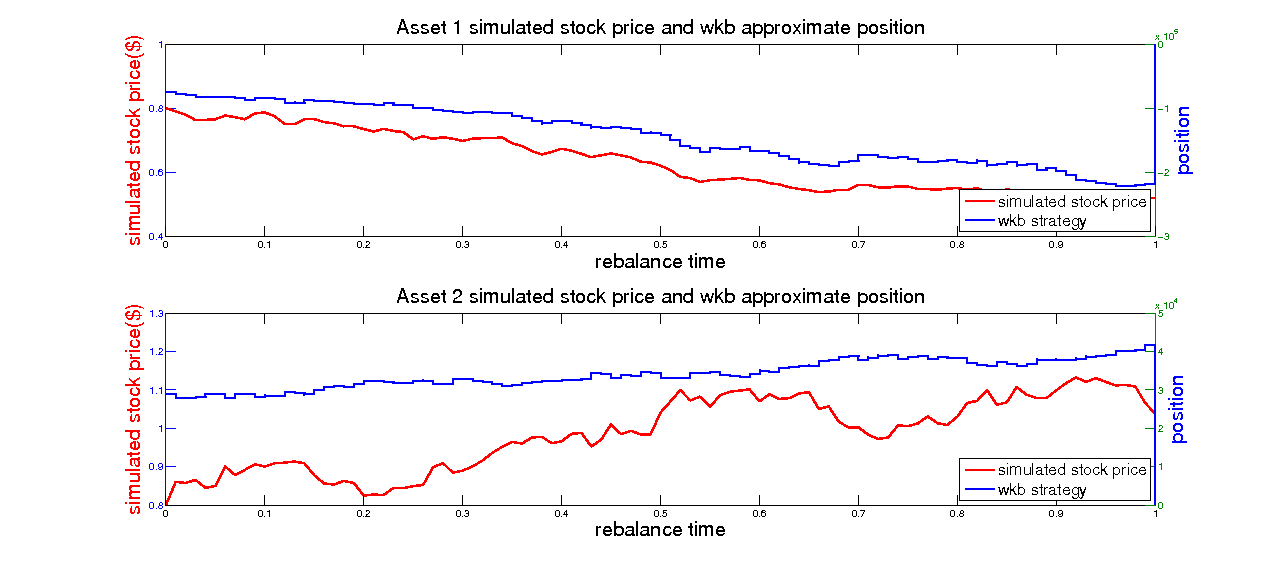 Asset 1 simulated stock price and wkb approximate position
x 10^5
simulated stock price($)
1
0.8
0.6
0.4
0
-1
-2
-3
position
simulated stock price
wkb strategy
0 0.1 0.2 0.3 0.4 0.5 0.6 0.7 0.8 0.9 1
rebalance time
Asset 2 simulated stock price and wkb approximate position
x 10^4
simulated stock price($)
1.3
1.2
1.1
1
0.9
0.8
5
4
3
2
1
0
position
simulated stock price
wkb strategy
0 0.1 0.2 0.3 0.4 0.5 0.6 0.7 0.8 0.9 1
rebalance time